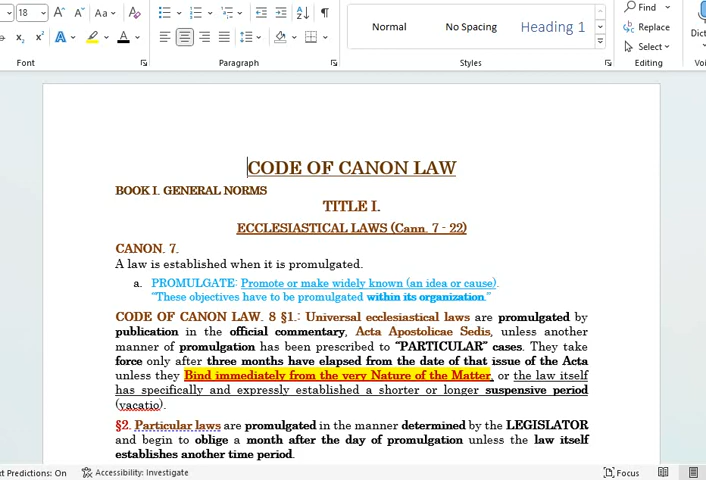 18 A A Aa A
Find
Normal No Spacing Heading 1
Replace
x x² A A
Select
Dict
Font Paragraph Styles Editing Vo
CODE OF CANON LAW
BOOK I. GENERAL NORMS
TITLE I.
ECCLESIASTICAL LAWS (Cann. 7 - 22)
CANON. 7.
A law is established when it is promulgated.
a. PROMULGATE: Promote or make widely known (an idea or cause).
"These objectives have to be promulgated within its organization."
CODE OF CANON LAW. 8 §1.: Universal ecclesiastical laws are promulgated by
publication in the official commentary, Acta Apostolicae Sedis, unless another
manner of promulgation has been prescribed to "PARTICULAR" cases. They take
force only after three months have elapsed from the date of that issue of the Acta
unless they Bind immediately from the very Nature of the Matter, or the law itself
has specifically and expressly established a shorter or longer suspensive period
(vacatio).
§2. Particular laws are promulgated in the manner determined by the LEGISLATOR
and begin to oblige a month after the day of promulgation unless the law itself
establishes another time period.
xt Predictions: On Accessibility: Investigate Focus